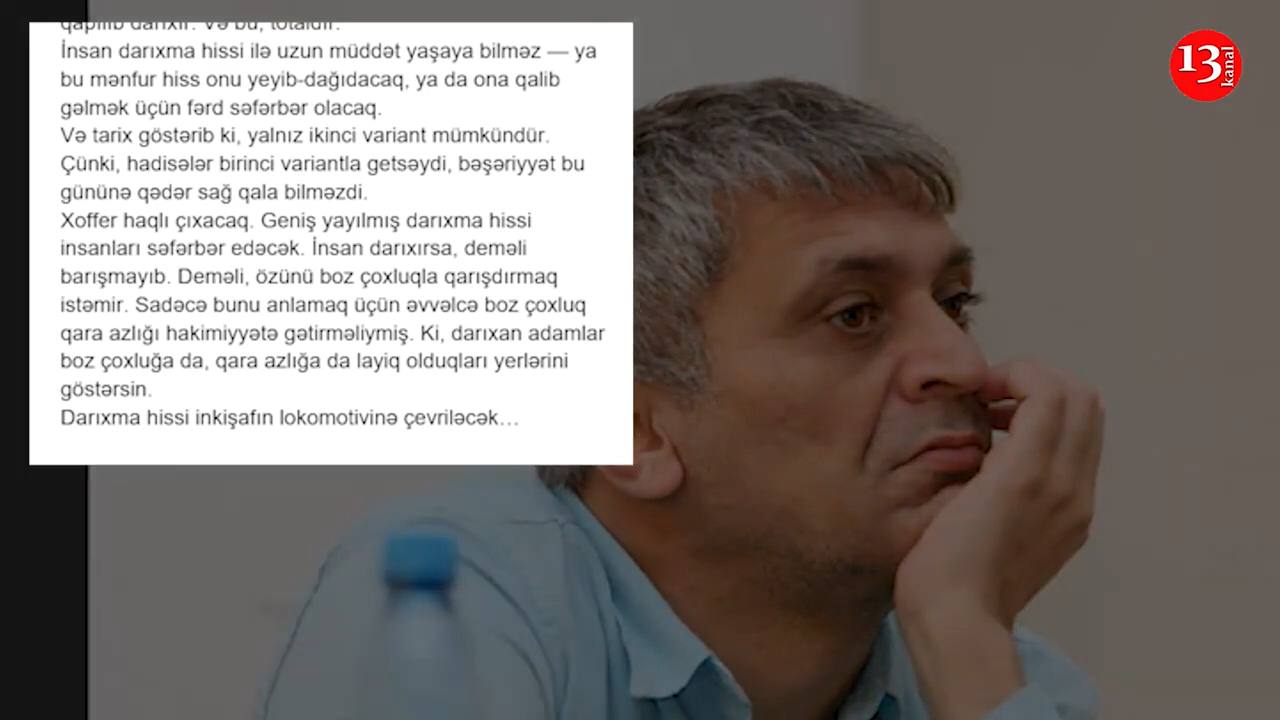 qapılıb darıxır. Və bu, totaldır.
İnsan darıxma hissi ilə uzun müddət yaşaya bilməz — ya
bu mənfur hiss onu yeyib-dağıdacaq, ya da ona qalib
gəlmək üçün fərd səfərbər olacaq.
Və tarix göstərib ki, yalnız ikinci variant mümkündür.
Çünki, hadisələr birinci variantla getsəydi, bəşəriyyət bu
gününə qədər sağ qala bilməzdi.
Xoffer haqlı çıxacaq. Geniş yayılmış darıxma hissi
insanları səfərbər edəcək. İnsan darıxırsa, deməli
barışmayıb. Deməli, özünü boz çoxluqla qarışdırmaq
istəmir. Sadəcə bunu anlamaq üçün əvvəlcə boz çoxluq
qara azlığı hakimiyyətə gətirməliymiş. Ki, darıxan adamlar
boz çoxluğa da, qara azlığa da layiq olduqları yerlərini
göstərsin.
Darıxma hissi inkişafın lokomotivinə çevriləcək…
13 kanal